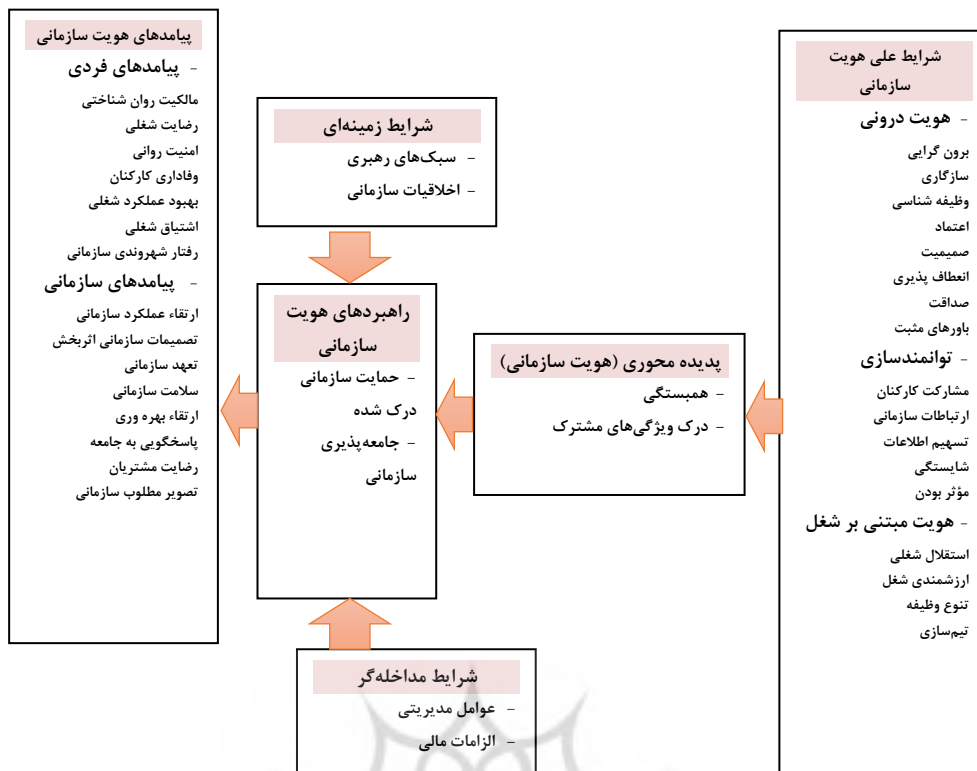 شرایط علی هویت
سازمانی
- هویت درونی
برون گرایی
سازگاری
وظیفه شناسی
اعتماد
صمیمیت
انعطاف پذیری
صداقت
باورهای مثبت
- توانمندسازی
مشارکت کارکنان
ارتباطات سازمانی
تسهیم اطلاعات
شایستگی
مؤثر بودن
- هویت مبتنی بر شغل
استقلال شغلی
ارزشمندی شغل
تنوع وظیفه
تیم‌سازی
پدیده محوری (هویت سازمانی)
- همبستگی
- درک ویژگی‌های مشترک
شرایط زمینه‌ای
- سبک‌های رهبری
- اخلاقیات سازمانی
راهبردهای هویت
سازمانی
- حمایت سازمانی
درک شده
- جامعه‌پذیری
سازمانی
شرایط مداخله‌گر
- عوامل مدیریتی
- الزامات مالی
پیامدهای هویت سازمانی
- پیامدهای فردی
مالکیت روان شناختی
رضایت شغلی
امنیت روانی
وفاداری کارکنان
بهبود عملکرد شغلی
اشتیاق شغلی
رفتار شهروندی سازمانی
- پیامدهای سازمانی
ارتقاء عملکرد سازمانی
تصمیمات سازمانی اثربخش
تعهد سازمانی
سلامت سازمانی
ارتقاء بهره وری
پاسخگویی به جامعه
رضایت مشتریان
تصویر مطلوب سازمانی